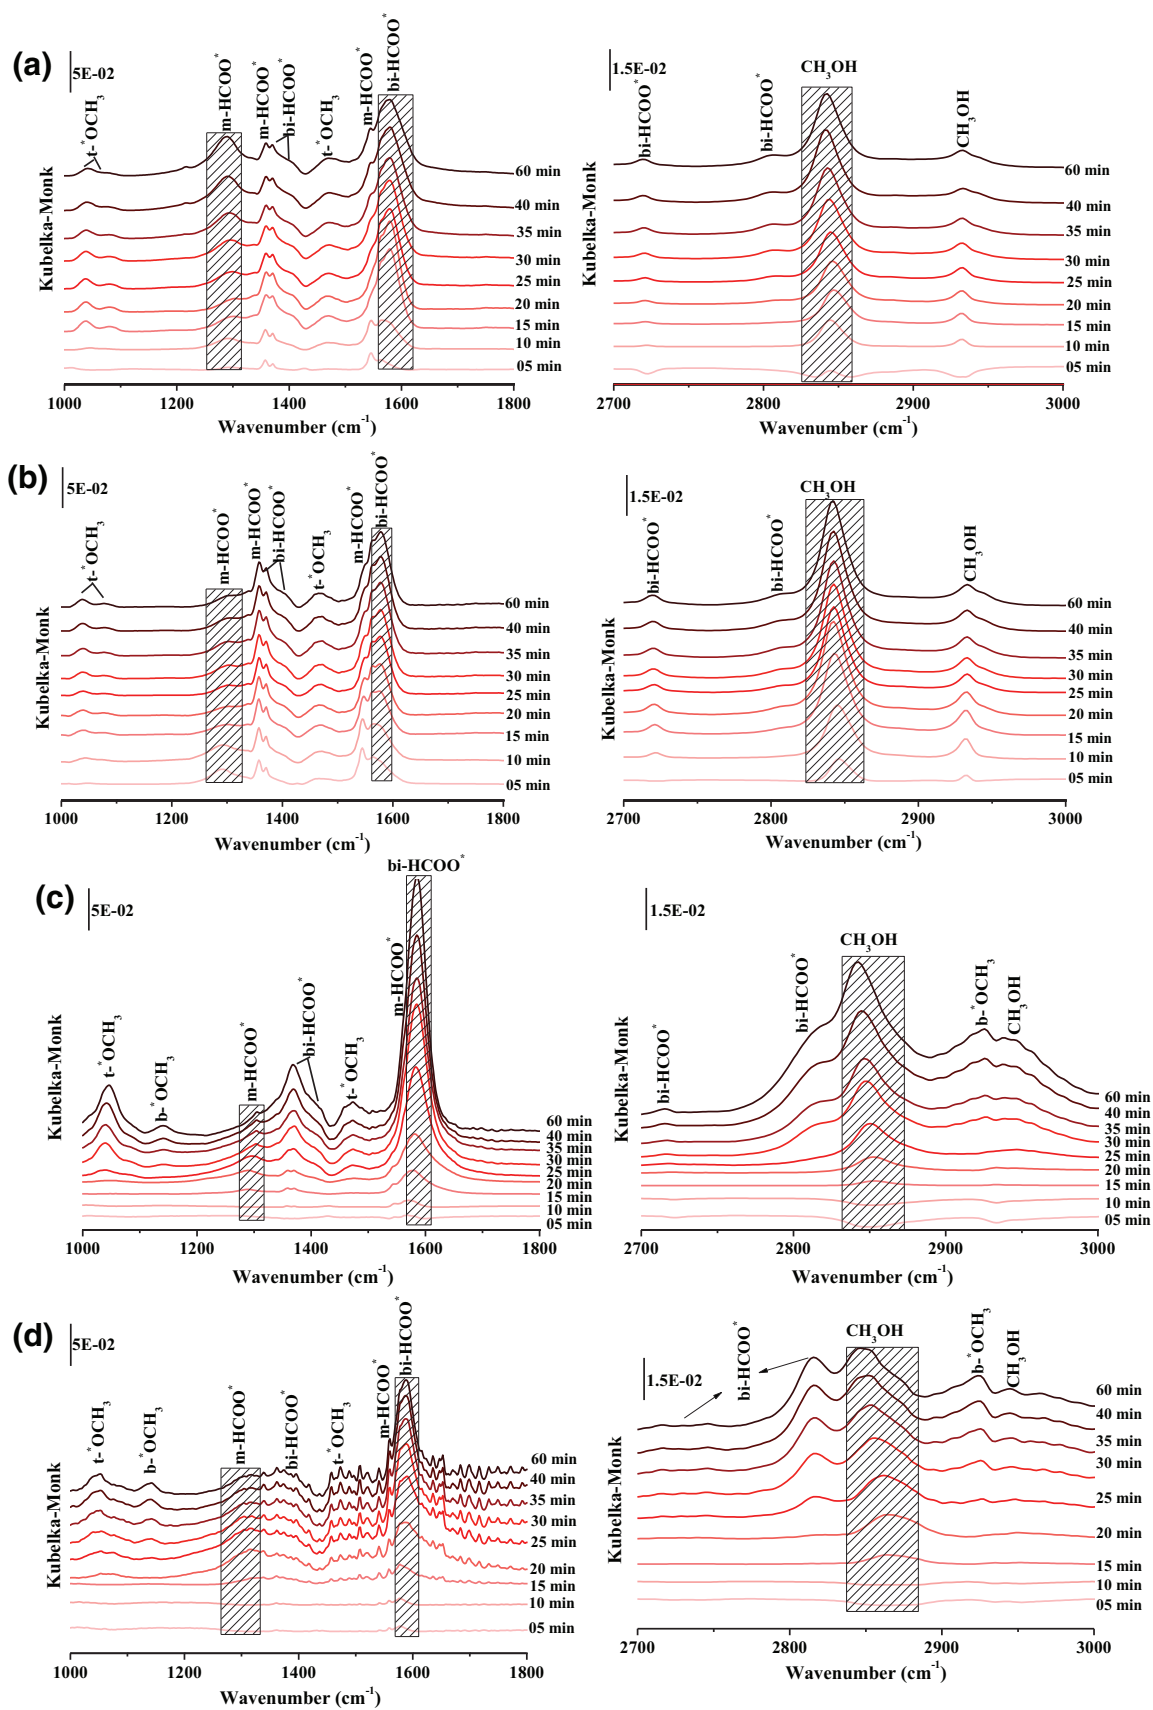 (a)
5E-02
t-*OCH3
m-HCOO*
m-HCOO*
bi-HCOO*
t-*OCH3
m-HCOO*
bi-HCOO*
60 min
40 min
35 min
30 min
25 min
20 min
15 min
10 min
05 min
Kubelka-Monk
1000 1200 1400 1600 1800
Wavenumber (cm-1)
1.5E-02
bi-HCOO*
bi-HCOO*
CH3OH
CH3OH
60 min
40 min
35 min
30 min
25 min
20 min
15 min
10 min
05 min
Kubelka-Monk
2700 2800 2900 3000
Wavenumber (cm-1)
(b)
5E-02
t-*OCH3
m-HCOO*
m-HCOO*
bi-HCOO*
t-*OCH3
m-HCOO*
bi-HCOO*
60 min
40 min
35 min
30 min
25 min
20 min
15 min
10 min
05 min
Kubelka-Monk
1000 1200 1400 1600 1800
Wavenumber (cm-1)
1.5E-02
bi-HCOO*
bi-HCOO*
CH3OH
CH3OH
60 min
40 min
35 min
30 min
25 min
20 min
15 min
10 min
05 min
Kubelka-Monk
2700 2800 2900 3000
Wavenumber (cm-1)
(c)
5E-02
t-*OCH3
b-*OCH3
m-HCOO*
bi-HCOO*
t-*OCH3
m-HCOO*
bi-HCOO*
60 min
40 min
35 min
30 min
25 min
20 min
15 min
10 min
05 min
Kubelka-Monk
1000 1200 1400 1600 1800
Wavenumber (cm-1)
1.5E-02
bi-HCOO*
bi-HCOO*
CH3OH
b-*OCH3
CH3OH
60 min
40 min
35 min
30 min
25 min
20 min
15 min
10 min
05 min
Kubelka-Monk
2700 2800 2900 3000
Wavenumber (cm-1)
(d)
5E-02
t-*OCH3
b-*OCH3
m-HCOO*
bi-HCOO*
t-*OCH3
m-HCOO*
bi-HCOO*
60 min
40 min
35 min
30 min
25 min
20 min
15 min
10 min
05 min
Kubelka-Monk
1000 1200 1400 1600 1800
Wavenumber (cm-1)
1.5E-02
bi-HCOO*
CH3OH
b-*OCH3
CH3OH
60 min
40 min
35 min
30 min
25 min
20 min
15 min
10 min
05 min
Kubelka-Monk
2700 2800 2900 3000
Wavenumber (cm-1)